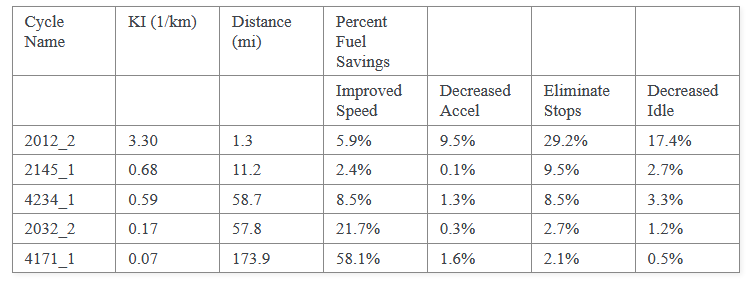 Cycle Name KI (1/km) Distance (mi) Percent Fuel Savings
Improved Speed Decreased Accel Eliminate Stops Decreased Idle
2012_2 3.30 1.3 5.9% 9.5% 29.2% 17.4%
2145_1 0.68 11.2 2.4% 0.1% 9.5% 2.7%
4234_1 0.59 58.7 8.5% 1.3% 8.5% 3.3%
2032_2 0.17 57.8 21.7% 0.3% 2.7% 1.2%
4171_1 0.07 173.9 58.1% 1.6% 2.1% 0.5%